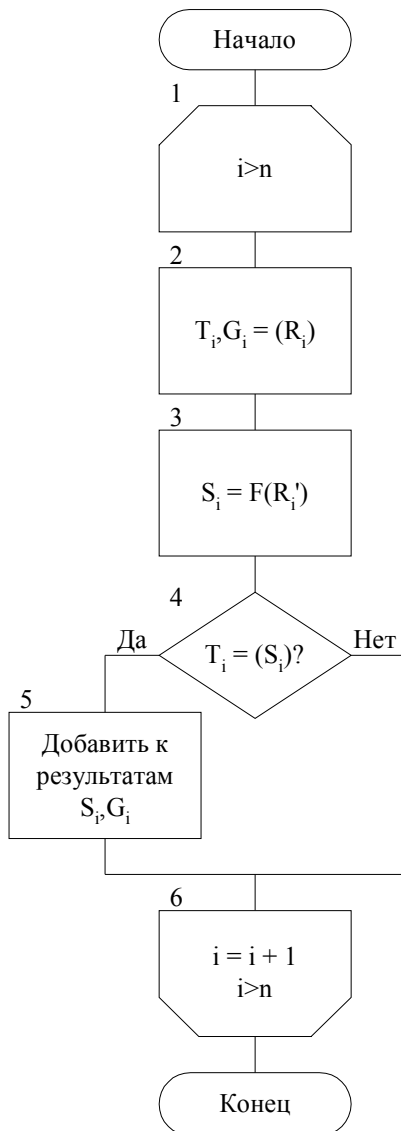 Начало
1
i>n
2
Tᵢ,Gᵢ = (Rᵢ)
3
Sᵢ = F(Rᵢ')
4
Да
Tᵢ = (Sᵢ)?
Нет
5
Добавить к
результатам
Sᵢ,Gᵢ
6
i = i + 1
i>n
Конец